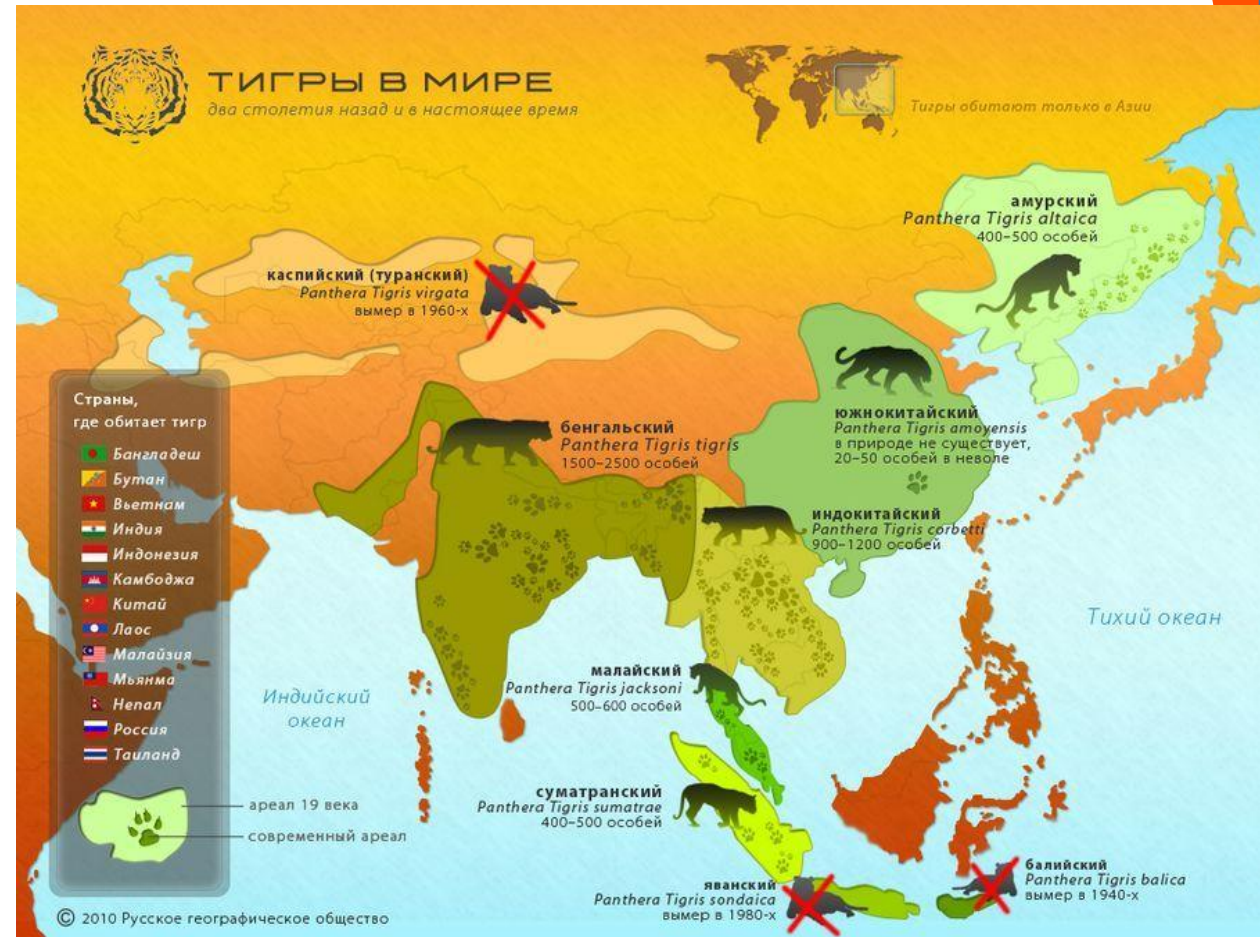 ТИГРЫ В МИРЕ
два столетия назад и в настоящее время
Тигры обитают только в Азии
амурский
Panthera Tigris altaica
400–500 особей
каспийский (туранский)
Panthera Tigris virgata
вымер в 1960-х
южнокитайский
Panthera Tigris amoyensis
в природе не существует,
20–50 особей в неволе
бенгальский
Panthera Tigris tigris
1500–2500 особей
индокитайский
Panthera Tigris corbetti
900–1200 особей
Страны,
где обитает тигр
Бангладеш
Бутан
Вьетнам
Индия
Индонезия
Камбоджа
Китай
Лаос
Малайзия
Мьянма
Непал
Россия
Таиланд
Тихий океан
Индийский
океан
малайский
Panthera Tigris jacksoni
500–600 особей
суматранский
Panthera Tigris sumatrae
400–500 особей
ареал 19 века
современный ареал
яванский
Panthera Tigris sondaica
вымер в 1980-х
балийский
Panthera Tigris balica
вымер в 1940-х
© 2010 Русское географическое общество